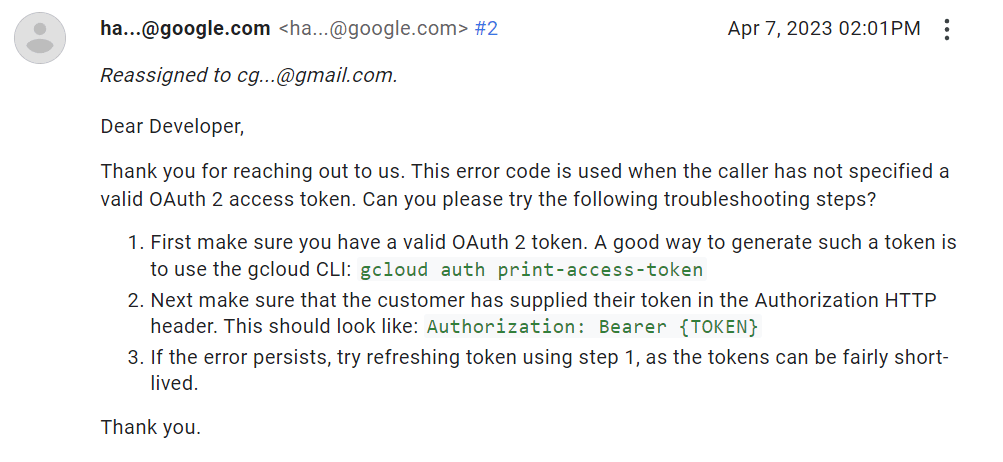 ha...@google.com <ha...@google.com> #2 Apr 7, 2023 02:01PM
Reassigned to cg...@gmail.com.
Dear Developer,
Thank you for reaching out to us. This error code is used when the caller has not specified a
valid OAuth 2 access token. Can you please try the following troubleshooting steps?
1. First make sure you have a valid OAuth 2 token. A good way to generate such a token is
to use the gcloud CLI: gcloud auth print-access-token
2. Next make sure that the customer has supplied their token in the Authorization HTTP
header. This should look like: Authorization: Bearer {TOKEN}
3. If the error persists, try refreshing token using step 1, as the tokens can be fairly short-
lived.
Thank you.